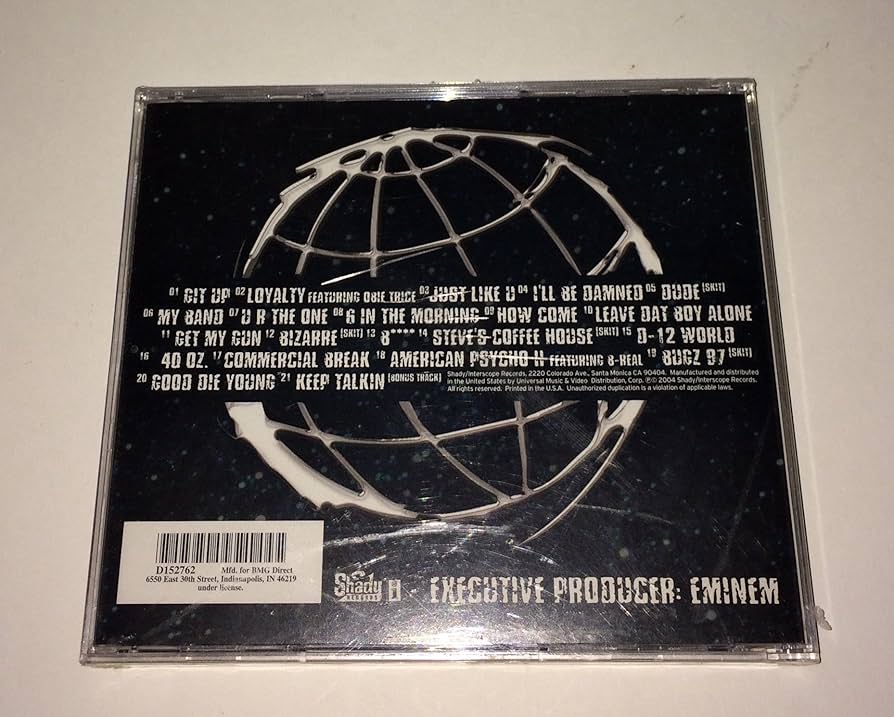 01 GIT UP 02 LOYALTY FEATURING OBIE TRICE 03 JUST LIKE U 04 I'LL BE DAMNED 05 DUDE [SKIT]
06 MY BAND 07 U R THE ONE 08 6 IN THE MORNING 09 HOW COME 10 LEAVE DAT BOY ALONE
11 GET MY GUN 12 BIZARRE [SKIT] 13 B**** 14 STEVE'S COFFEE HOUSE [SKIT] 15 D-12 WORLD
16 40 OZ. 17 COMMERCIAL BREAK 18 AMERICAN PSYCHO II FEATURING B-REAL 19 BUGZ 97 [SKIT]
20 GOOD DIE YOUNG 21 KEEP TALKIN [BONUS TRACK]
Shady/Interscope Records, 2220 Colorado Ave., Santa Monica CA 90404. Manufactured and distributed
in the United States by Universal Music & Video Distribution, Corp. ℗© 2004 Shady/Interscope Records.
All rights reserved. Printed in the U.S.A. Unauthorized duplication is a violation of applicable laws.
D152762 Mfd. for BMG Direct
6550 East 30th Street, Indianapolis, IN 46219
under license.
Shady
RECORDS
i - EXECUTIVE PRODUCER: EMINEM